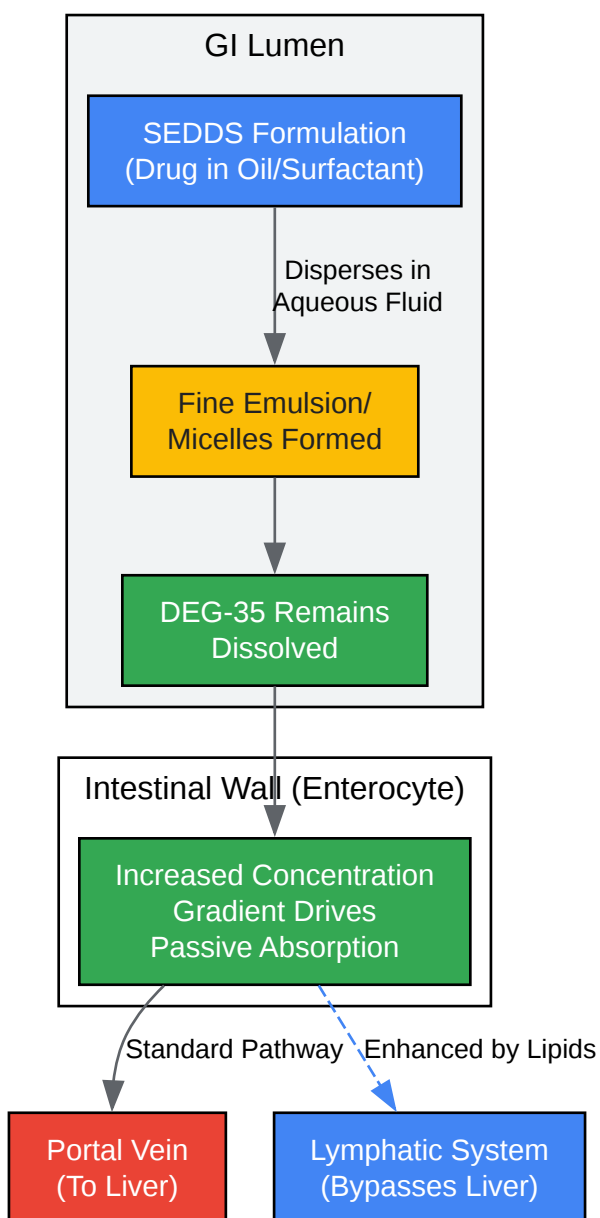 GI Lumen
SEDDS Formulation
(Drug in Oil/Surfactant)
Disperses in
Aqueous Fluid
Fine Emulsion/
Micelles Formed
DEG-35 Remains
Dissolved
Intestinal Wall (Enterocyte)
Increased Concentration
Gradient Drives
Passive Absorption
Standard Pathway
Enhanced by Lipids
Portal Vein
(To Liver)
Lymphatic System
(Bypasses Liver)